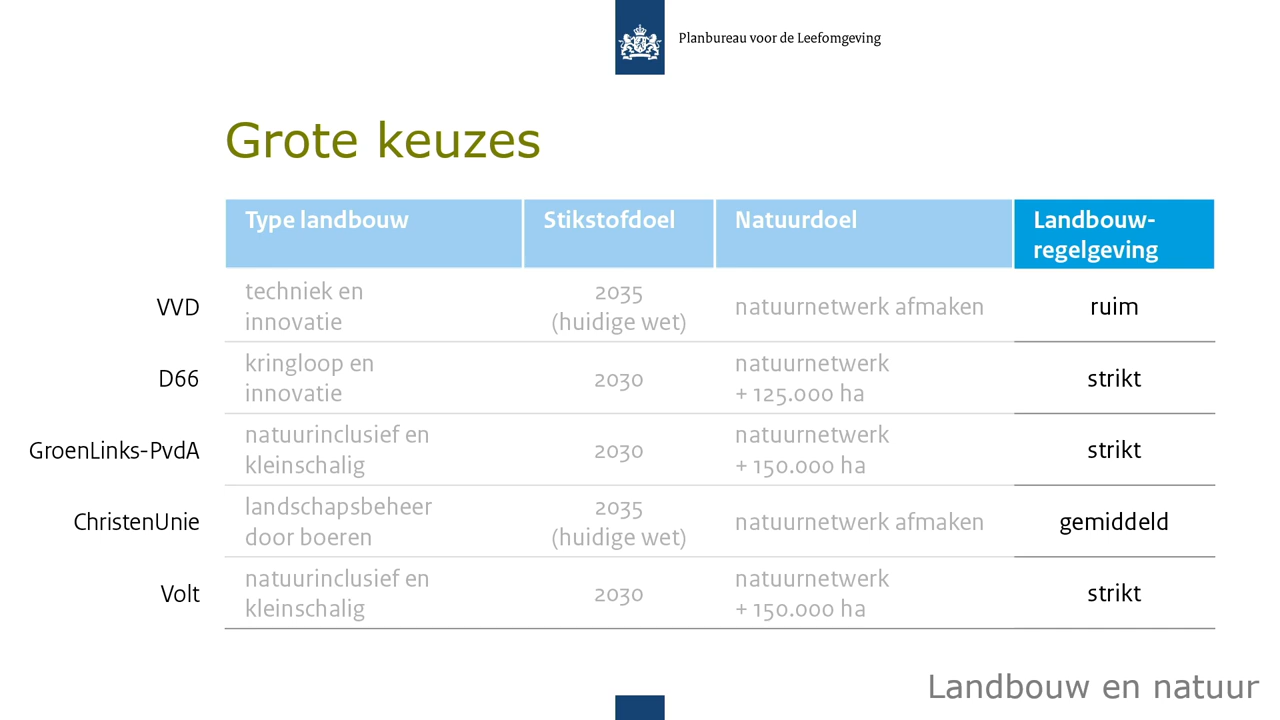 Planbureau voor de Leefomgeving
Grote keuzes
Type landbouw
Stikstofdoel
Natuurdoel
Landbouw-
regelgeving
VVD
techniek en
innovatie
2035
(huidige wet)
natuurnetwerk afmaken
ruim
D66
kringloop en
innovatie
2030
natuurnetwerk
+ 125.000 ha
strikt
GroenLinks-PvdA
natuurinclusief en
kleinschalig
2030
natuurnetwerk
+ 150.000 ha
strikt
ChristenUnie
landschapsbeheer
door boeren
2035
(huidige wet)
natuurnetwerk afmaken
gemiddeld
Volt
natuurinclusief en
kleinschalig
2030
natuurnetwerk
+ 150.000 ha
strikt
Landbouw en natuur